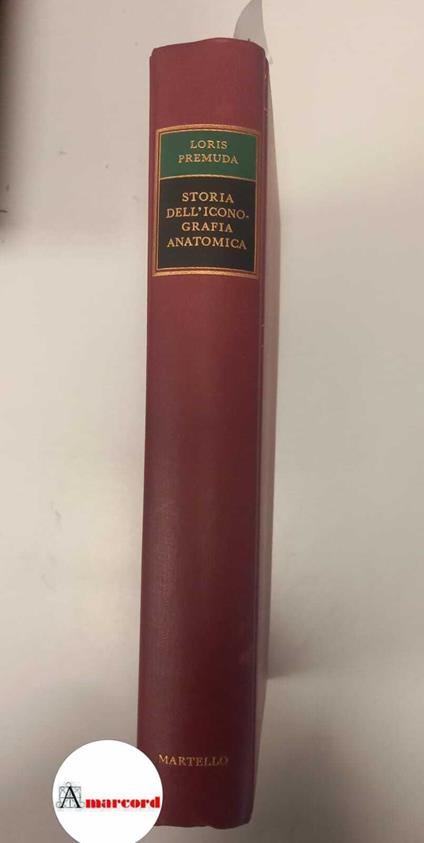 LORIS
PREMUDA
STORIA
DELL'ICONO-
GRAFIA
ANATOMICA
MARTELLO
Amarcord